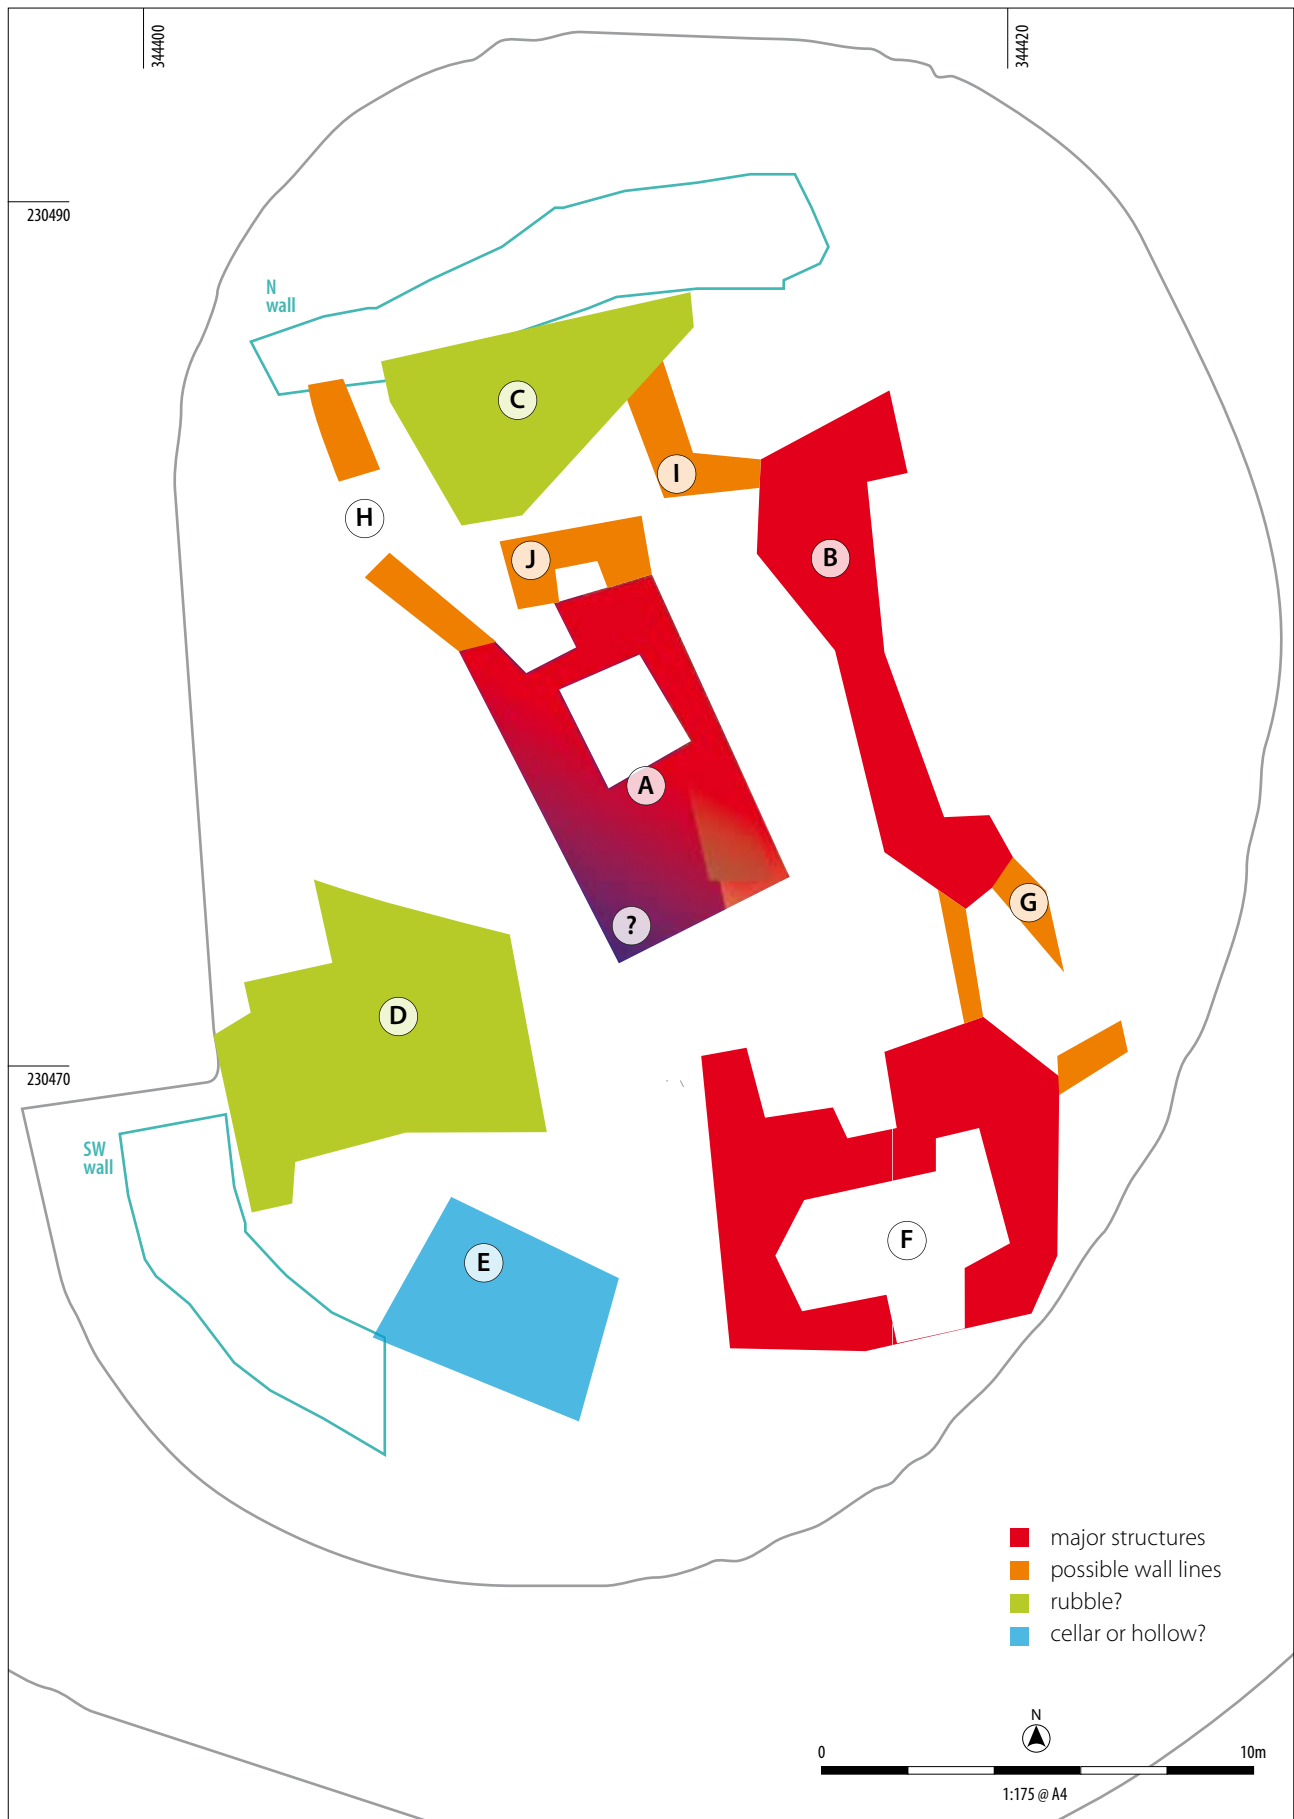 344400
344420
230490
N
wall
C
I
H
J
B
A
G
?
D
230470
SW
wall
E
F
major structures
possible wall lines
rubble?
cellar or hollow?
N
0
10m
1:175 @ A4